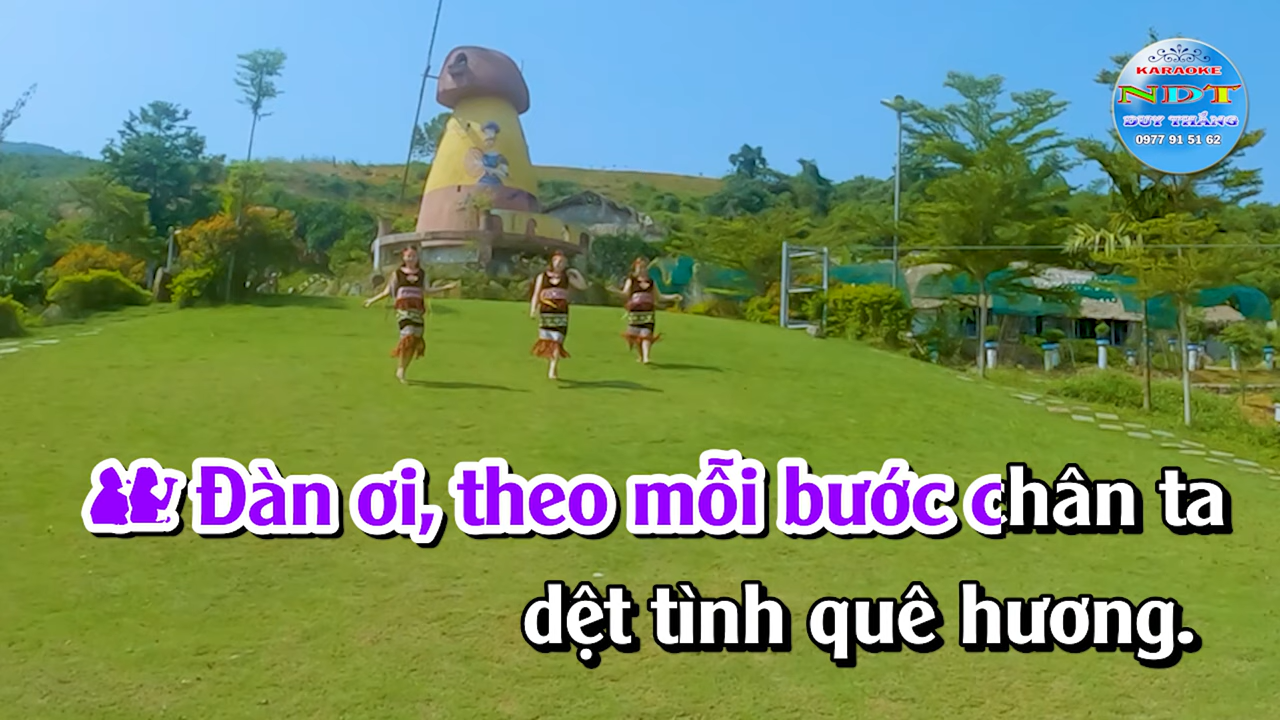 KARAOKE
NDT
DUY THẮNG
0977 91 51 62
Đàn ơi, theo mỗi bước chân ta
dệt tình quê hương.